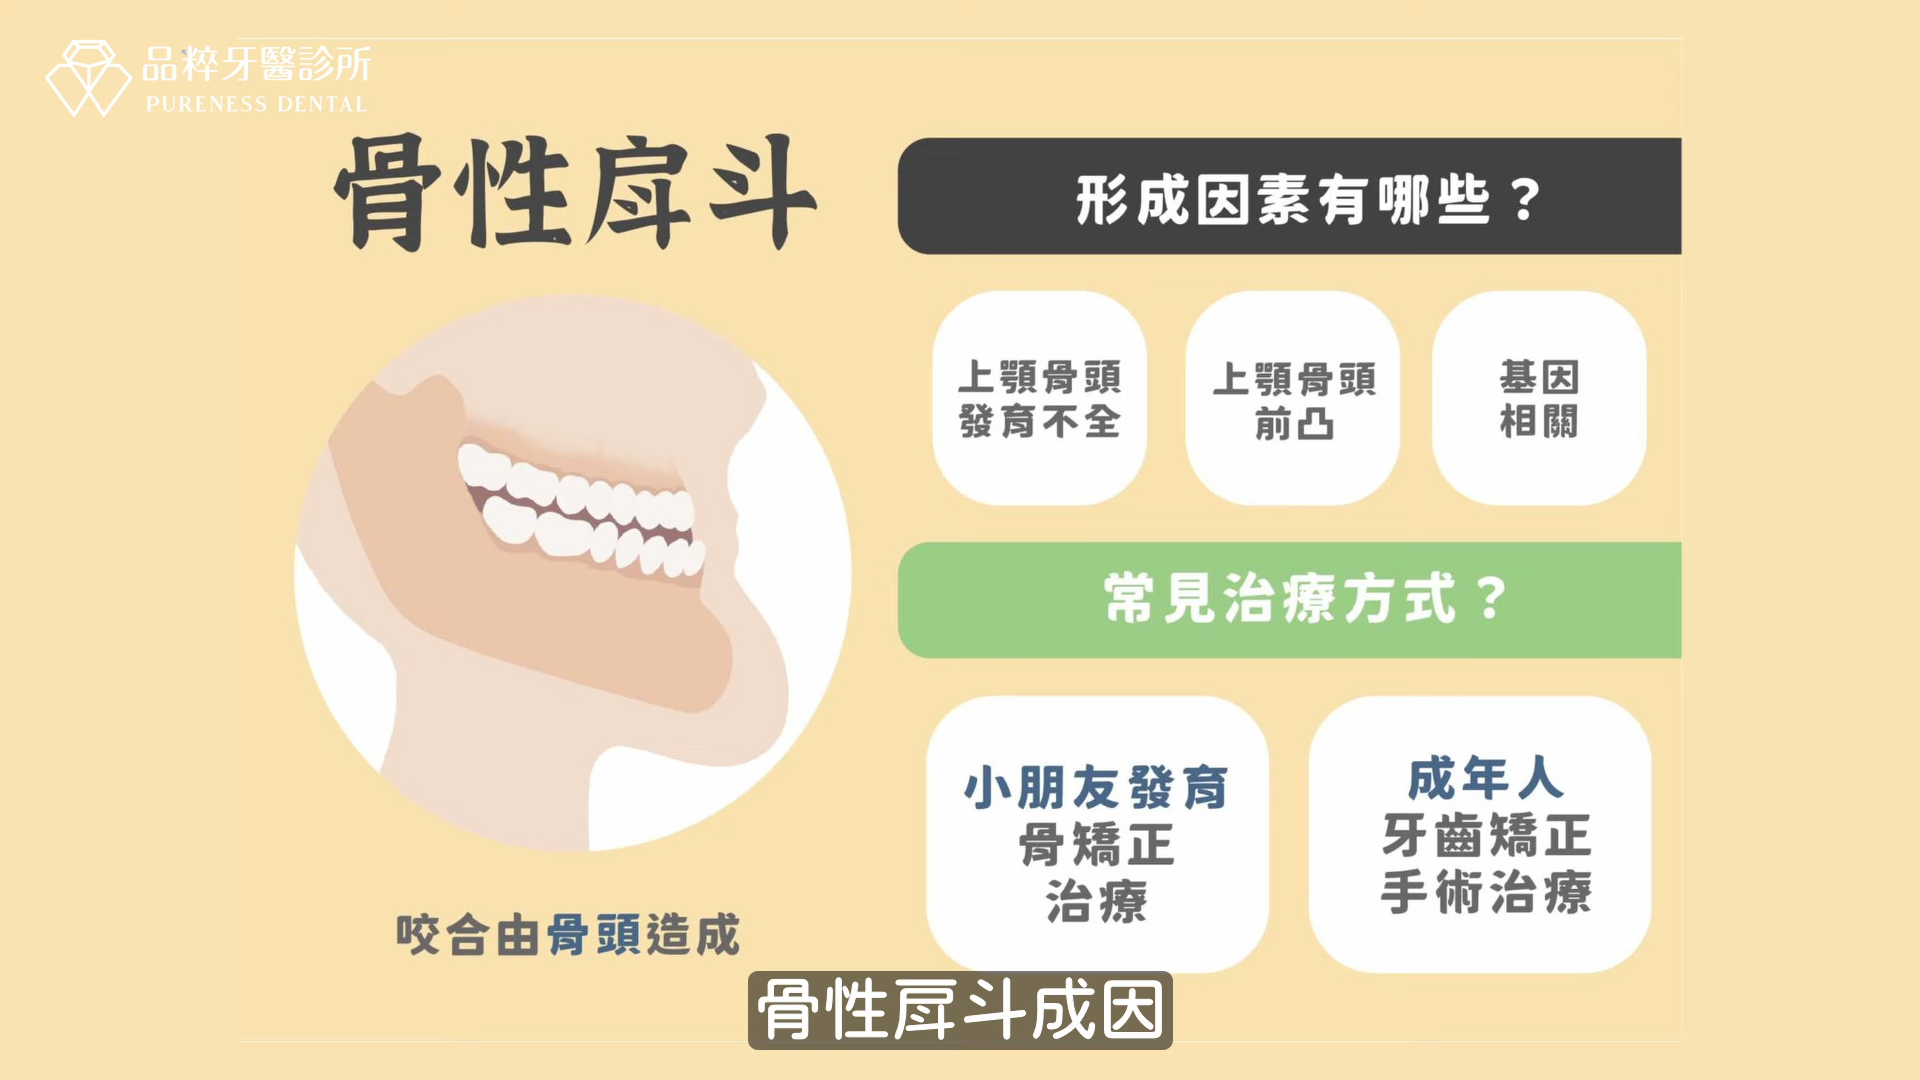 品粹牙醫診所
PURENESS DENTAL
骨性戽斗
咬合由骨頭造成
形成因素有哪些？
上顎骨頭
發育不全
上顎骨頭
前凸
基因
相關
常見治療方式？
小朋友發育
骨矯正
治療
成年人
牙齒矯正
手術治療
骨性戽斗成因